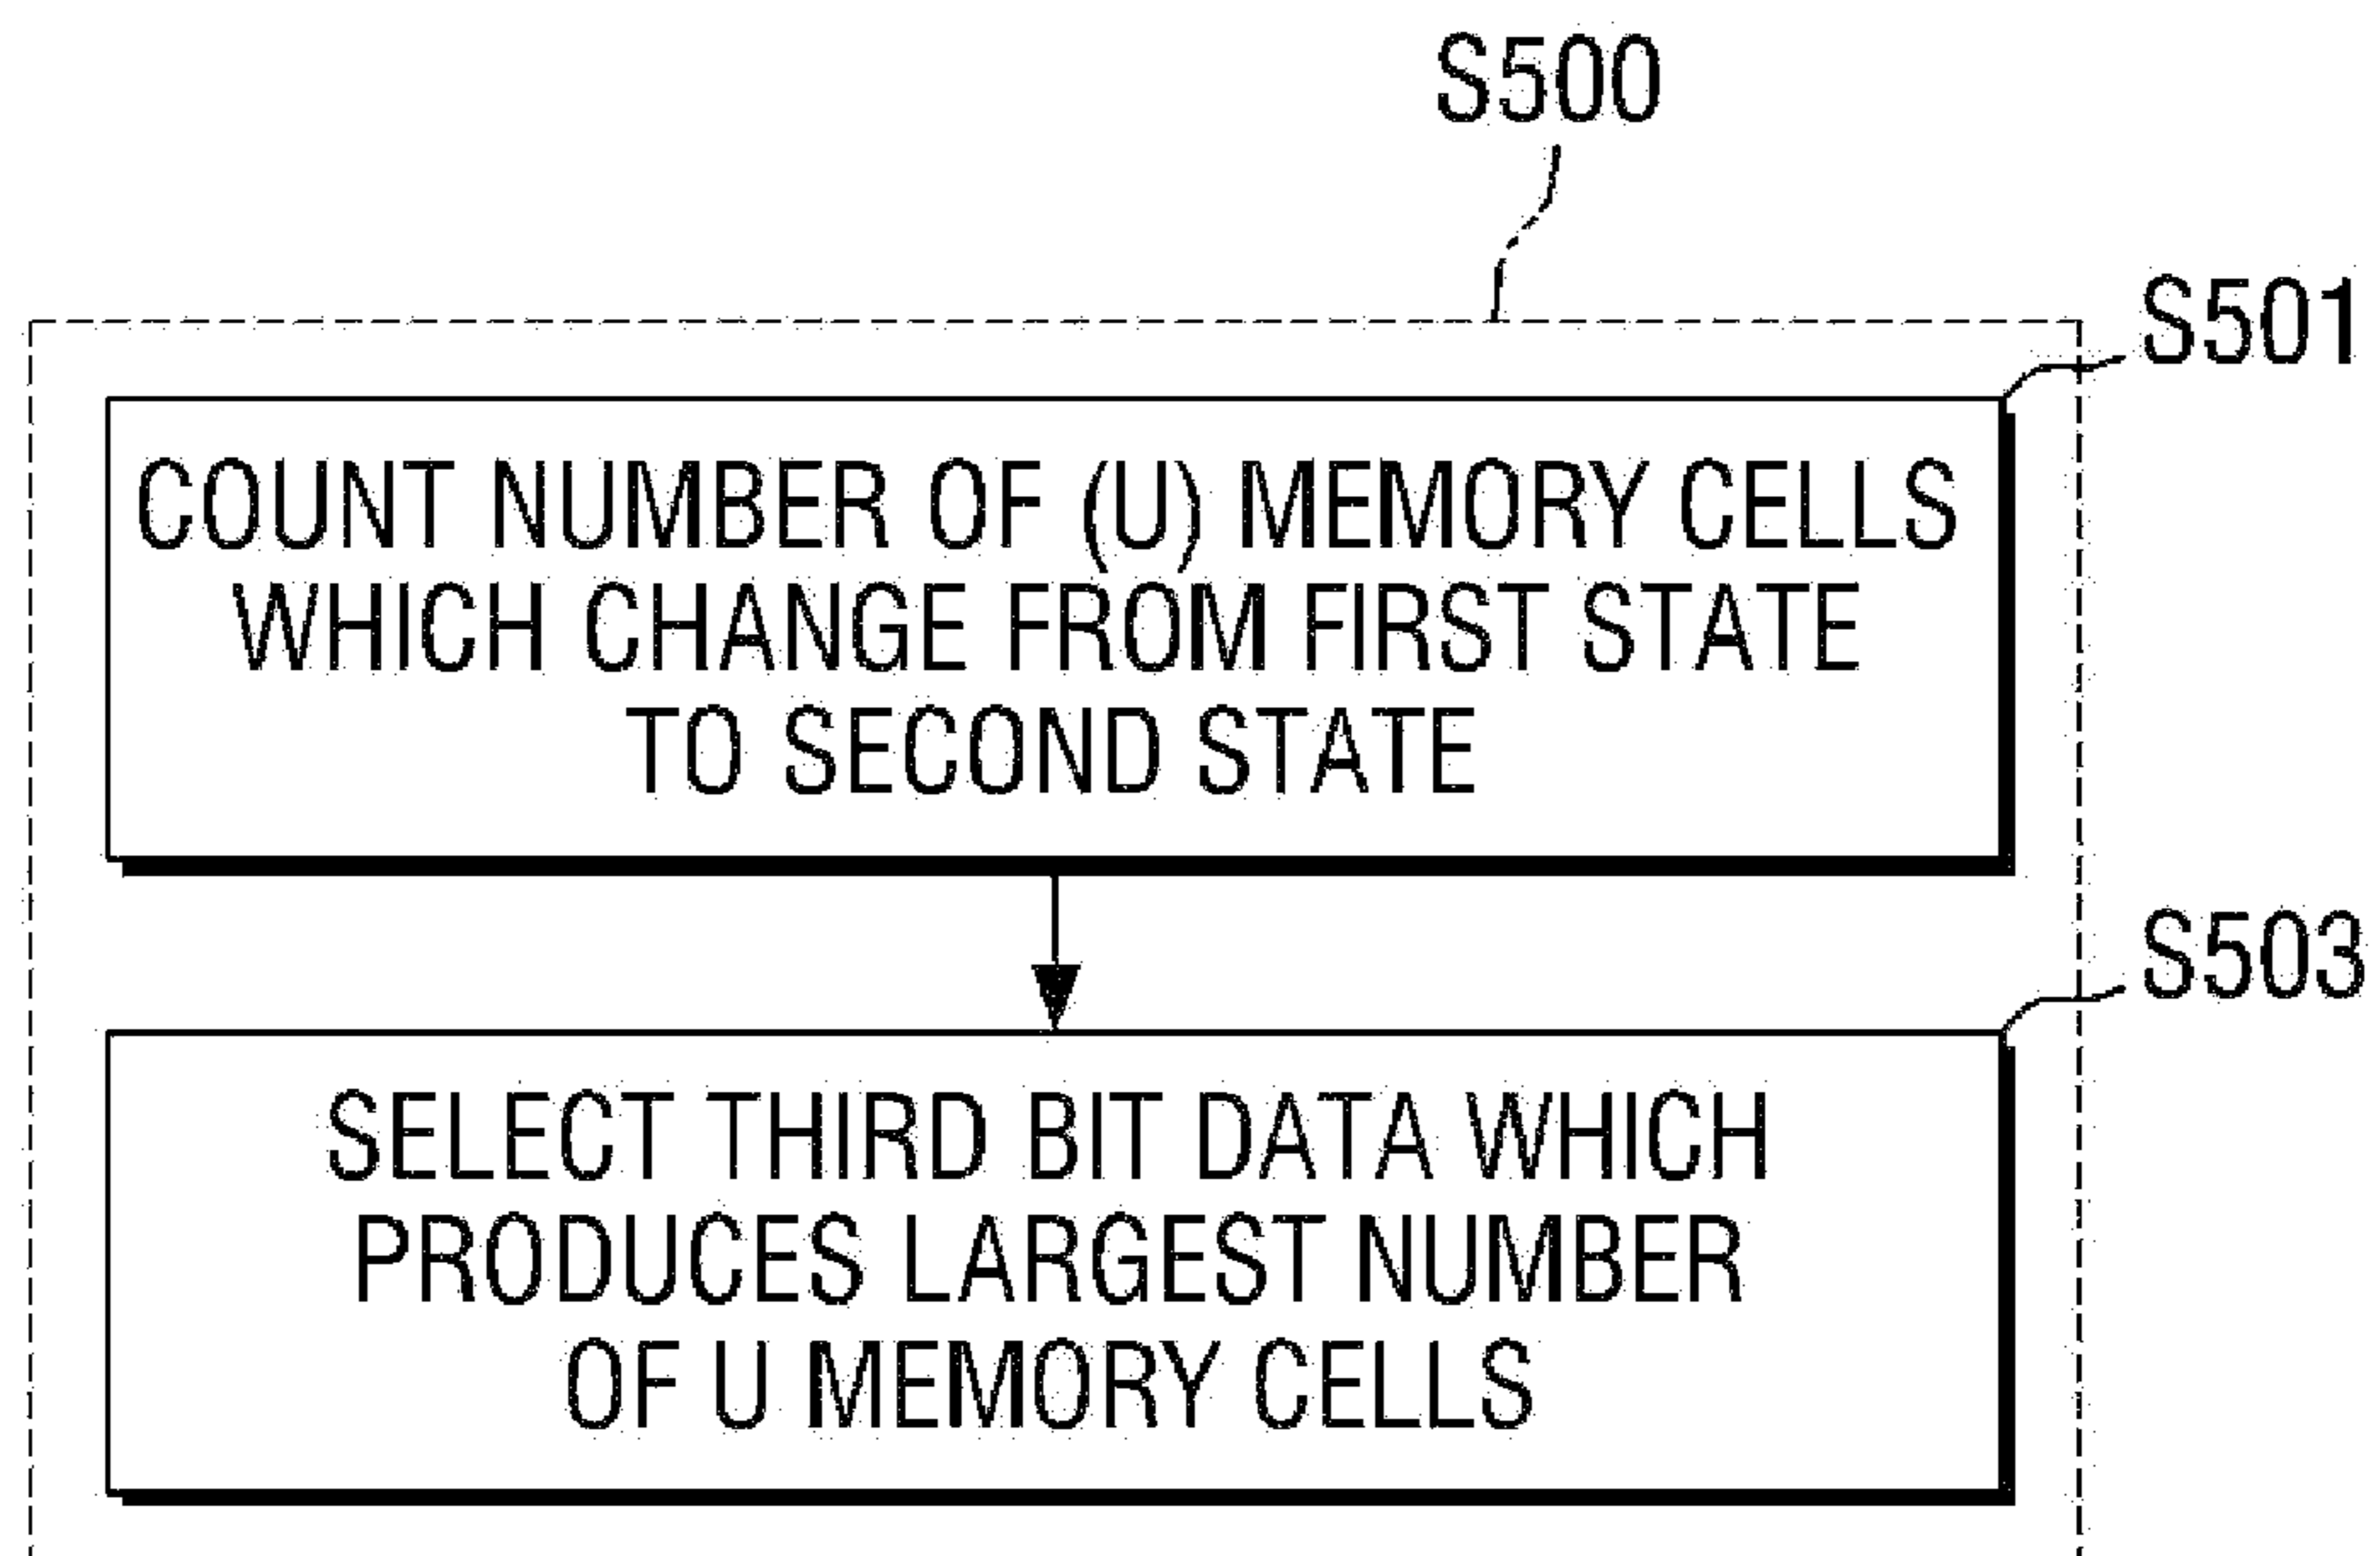 S500
S501
COUNT NUMBER OF (U) MEMORY CELLS
WHICH CHANGE FROM FIRST STATE
TO SECOND STATE
S503
SELECT THIRD BIT DATA WHICH
PRODUCES LARGEST NUMBER
OF U MEMORY CELLS